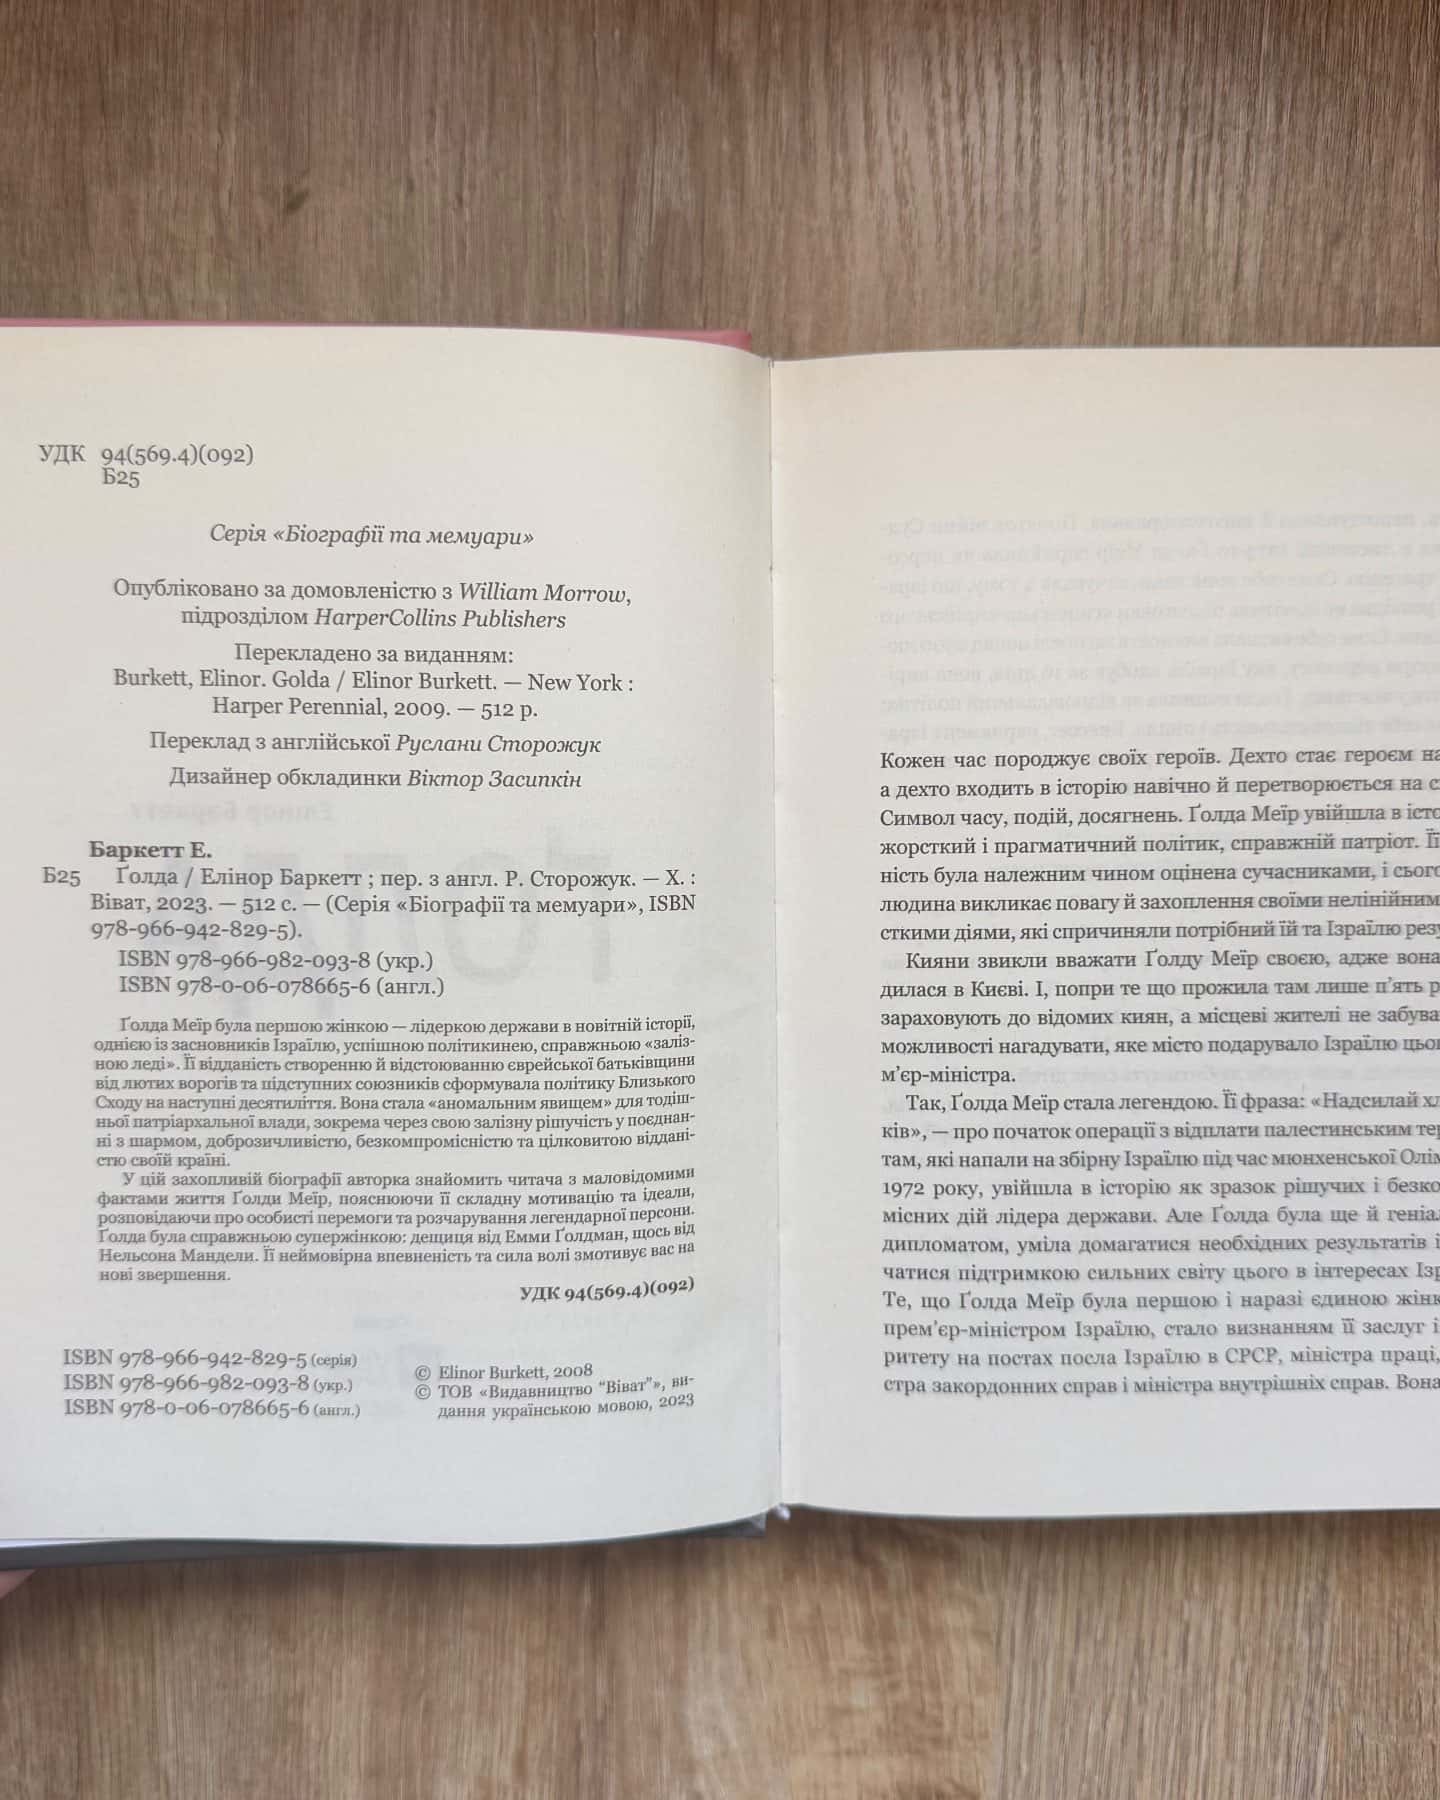 УДК 94(569.4)(092)
Б25
Серія «Біографії та мемуари»
Опубліковано за домовленістю з William Morrow,
підрозділом HarperCollins Publishers
Перекладено за виданням:
Burkett, Elinor. Golda / Elinor Burkett. — New York :
Harper Perennial, 2009. — 512 p.
Переклад з англійської Руслани Сторожук
Дизайнер обкладинки Віктор Засипкін
Баркетт Е.
Б25 Ґолда / Елінор Баркетт ; пер. з англ. Р. Сторожук. — Х. :
Віват, 2023. — 512 с. — (Серія «Біографії та мемуари», ISBN
978-966-942-829-5).
ISBN 978-966-982-093-8 (укр.)
ISBN 978-0-06-078665-6 (англ.)
Ґолда Меїр була першою жінкою — лідеркою держави в новітній історії,
однією із засновників Ізраїлю, успішною політикинею, справжньою «заліз-
ною леді». Її відданість створенню й відстоюванню єврейської батьківщини
від лютих ворогів та підступних союзників сформувала політику Близького
Сходу на наступні десятиліття. Вона стала «аномальним явищем» для тодіш-
ньої патріархальної влади, зокрема через свою залізну рішучість у поєднан-
ні з шармом, доброзичливістю, безкомпромісністю та цілковитою віддані-
стю своїй країні.
У цій захопливій біографії авторка знайомить читача з маловідомими
фактами життя Ґолди Меїр, пояснюючи її складну мотивацію та ідеали,
розповідаючи про особисті перемоги та розчарування легендарної персони.
Ґолда була справжньою супержінкою: дещиця від Емми Ґолдман, щось від
Нельсона Мандели. Її неймовірна впевненість та сила волі змотивує вас на
нові звершення.
УДК 94(569.4)(092)
ISBN 978-966-942-829-5 (серія)
ISBN 978-966-982-093-8 (укр.)
ISBN 978-0-06-078665-6 (англ.)
© Elinor Burkett, 2008
© ТОВ «Видавництво “Віват”», ви-
дання українською мовою, 2023
Кожен час породжує своїх героїв. Дехто стає героєм на
а дехто входить в історію навічно й перетворюється на с
Символ часу, подій, досягнень. Ґолда Меїр увійшла в істо
жорсткий і прагматичний політик, справжній патріот. Її
ність була належним чином оцінена сучасниками, і сього
людина викликає повагу й захоплення своїми нелінійним
сткими діями, які спричиняли потрібний їй та Ізраїлю резу
Кияни звикли вважати Ґолду Меїр своєю, адже вона
дилася в Києві. І, попри те що прожила там лише п’ять р
зараховують до відомих киян, а місцеві жителі не забува
можливості нагадувати, яке місто подарувало Ізраїлю цьо
м’єр-міністра.
Так, Ґолда Меїр стала легендою. Її фраза: «Надсилай хл
ків», — про початок операції з відплати палестинським тер
там, які напали на збірну Ізраїлю під час мюнхенської Олім
1972 року, увійшла в історію як зразок рішучих і безко
місних дій лідера держави. Але Ґолда була ще й геніал
дипломатом, уміла домагатися необхідних результатів і
чатися підтримкою сильних світу цього в інтересах Ізр
Те, що Ґолда Меїр була першою і наразі єдиною жінк
прем’єр-міністром Ізраїлю, стало визнанням її заслуг і
ритету на постах посла Ізраїлю в СРСР, міністра праці,
стра закордонних справ і міністра внутрішніх справ. Вона